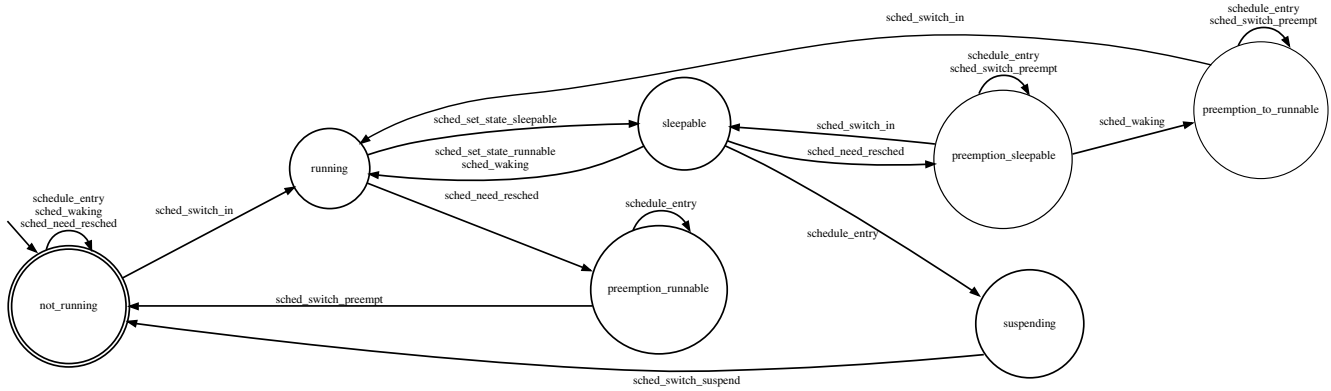 schedule_entry
sched_switch_preempt
sched_switch_in
preemption_to_runnable
schedule_entry
sched_switch_preempt
sched_set_state_sleepable
sleepable
sched_switch_in
sched_waking
sched_set_state_runnable
sched_waking
sched_need_resched
preemption_sleepable
running
sched_need_resched
schedule_entry
sched_waking
sched_need_resched
sched_switch_in
schedule_entry
schedule_entry
not_running
sched_switch_preempt
preemption_runnable
suspending
sched_switch_suspend